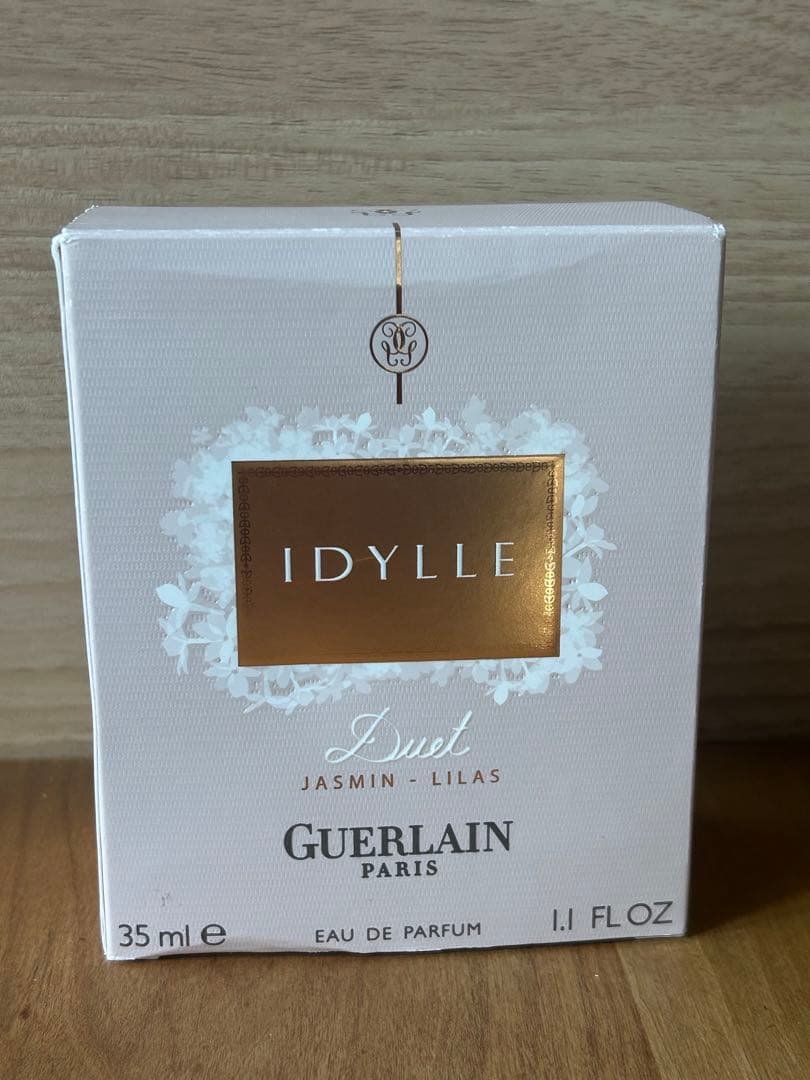 IDYLLE
Duet
JASMIN - LILAS
GUERLAIN
PARIS
35 ml e
EAU DE PARFUM
1.1 FL OZ